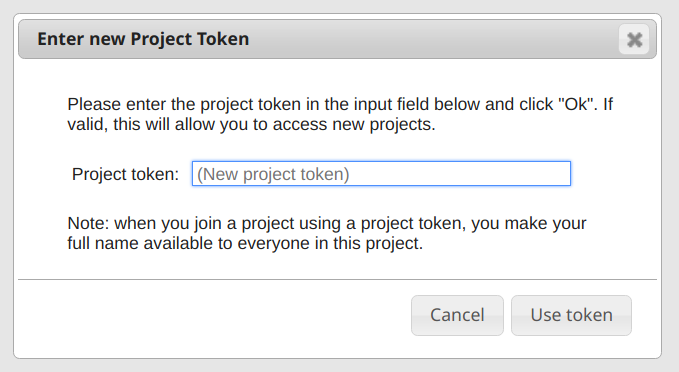 Enter new Project Token
Please enter the project token in the input field below and click "Ok". If
valid, this will allow you to access new projects.
Project token: (New project token)
Note: when you join a project using a project token, you make your
full name available to everyone in this project.
Cancel Use token